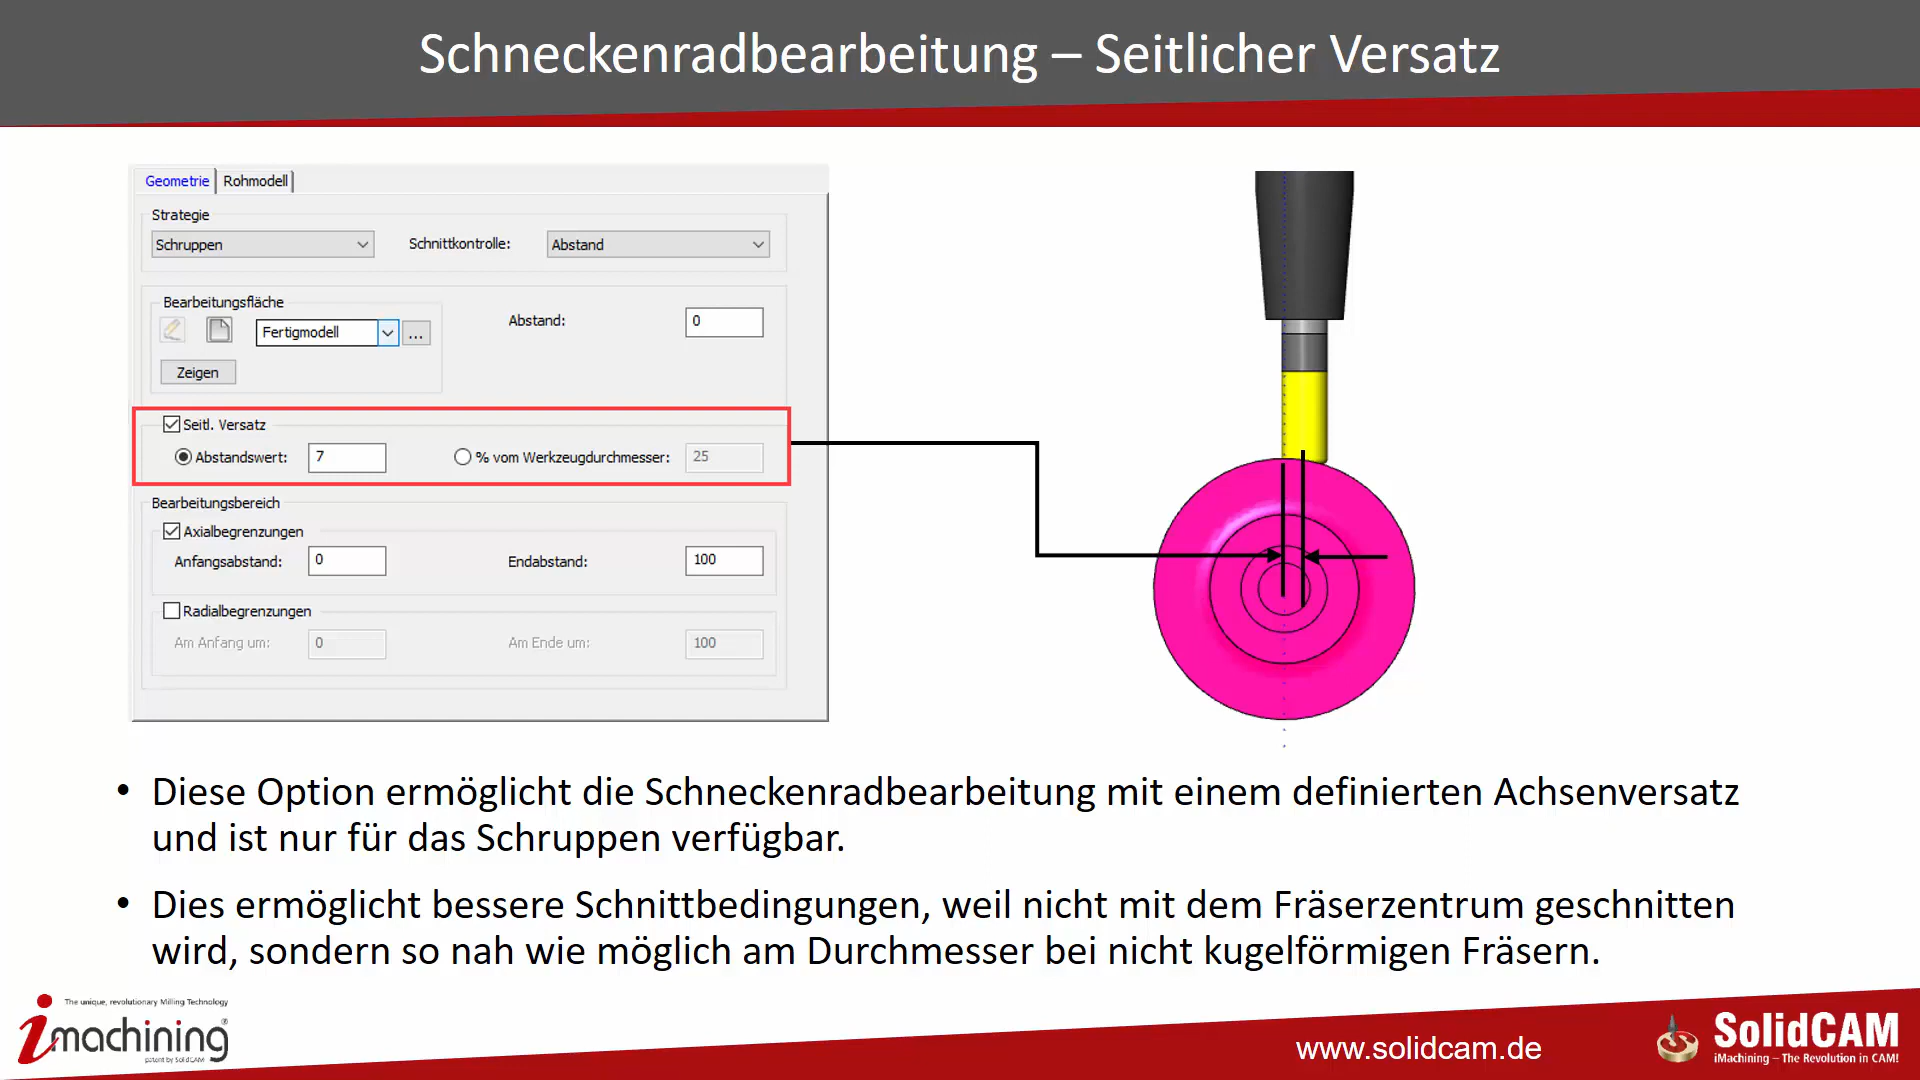 Schneckenradbearbeitung – Seitlicher Versatz
Geometrie Rohmodell
Strategie
Schruppen Schnittkontrolle: Abstand
Bearbeitungsfläche
Fertigmodell ... Abstand: 0
Zeigen
Seitl. Versatz
Abstandswert: 7 % vom Werkzeugdurchmesser: 25
Bearbeitungsbereich
Axialbegrenzungen
Anfangsabstand: 0 Endabstand: 100
Radialbegrenzungen
Am Anfang um: 0 Am Ende um: 100
• Diese Option ermöglicht die Schneckenradbearbeitung mit einem definierten Achsenversatz
und ist nur für das Schruppen verfügbar.
• Dies ermöglicht bessere Schnittbedingungen, weil nicht mit dem Fräserzentrum geschnitten
wird, sondern so nah wie möglich am Durchmesser bei nicht kugelförmigen Fräsern.
The unique, revolutionary Milling Technology
imachining®
patent by SolidCAM
www.solidcam.de
SolidCAM
iMachining – The Revolution in CAM!